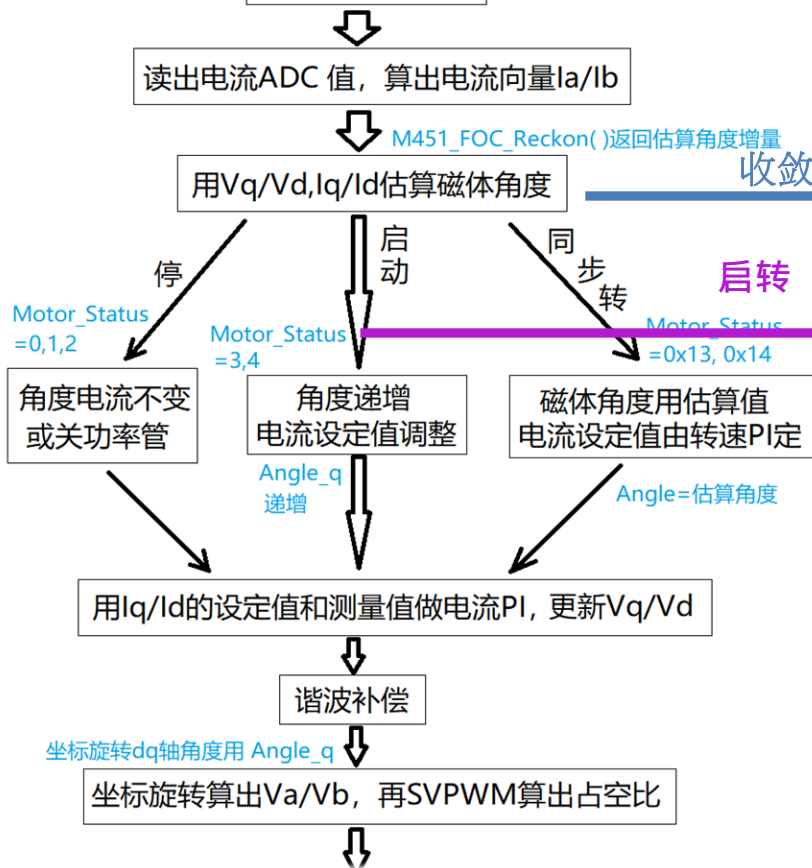 读出电流ADC 值，算出电流向量Ia/Ib
M451_FOC_Reckon( )返回估算角度增量
用Vq/Vd,Iq/Id估算磁体角度
收敛
停
启
动
同
步
转
启转
Motor_Status
=0,1,2
Motor_Status
=3,4
Motor_Status
=0x13, 0x14
角度电流不变
或关功率管
角度递增
电流设定值调整
磁体角度用估算值
电流设定值由转速PI定
Angle_q
递增
Angle=估算角度
用Iq/Id的设定值和测量值做电流PI，更新Vq/Vd
谐波补偿
坐标旋转dq轴角度用 Angle_q
坐标旋转算出Va/Vb，再SVPWM算出占空比